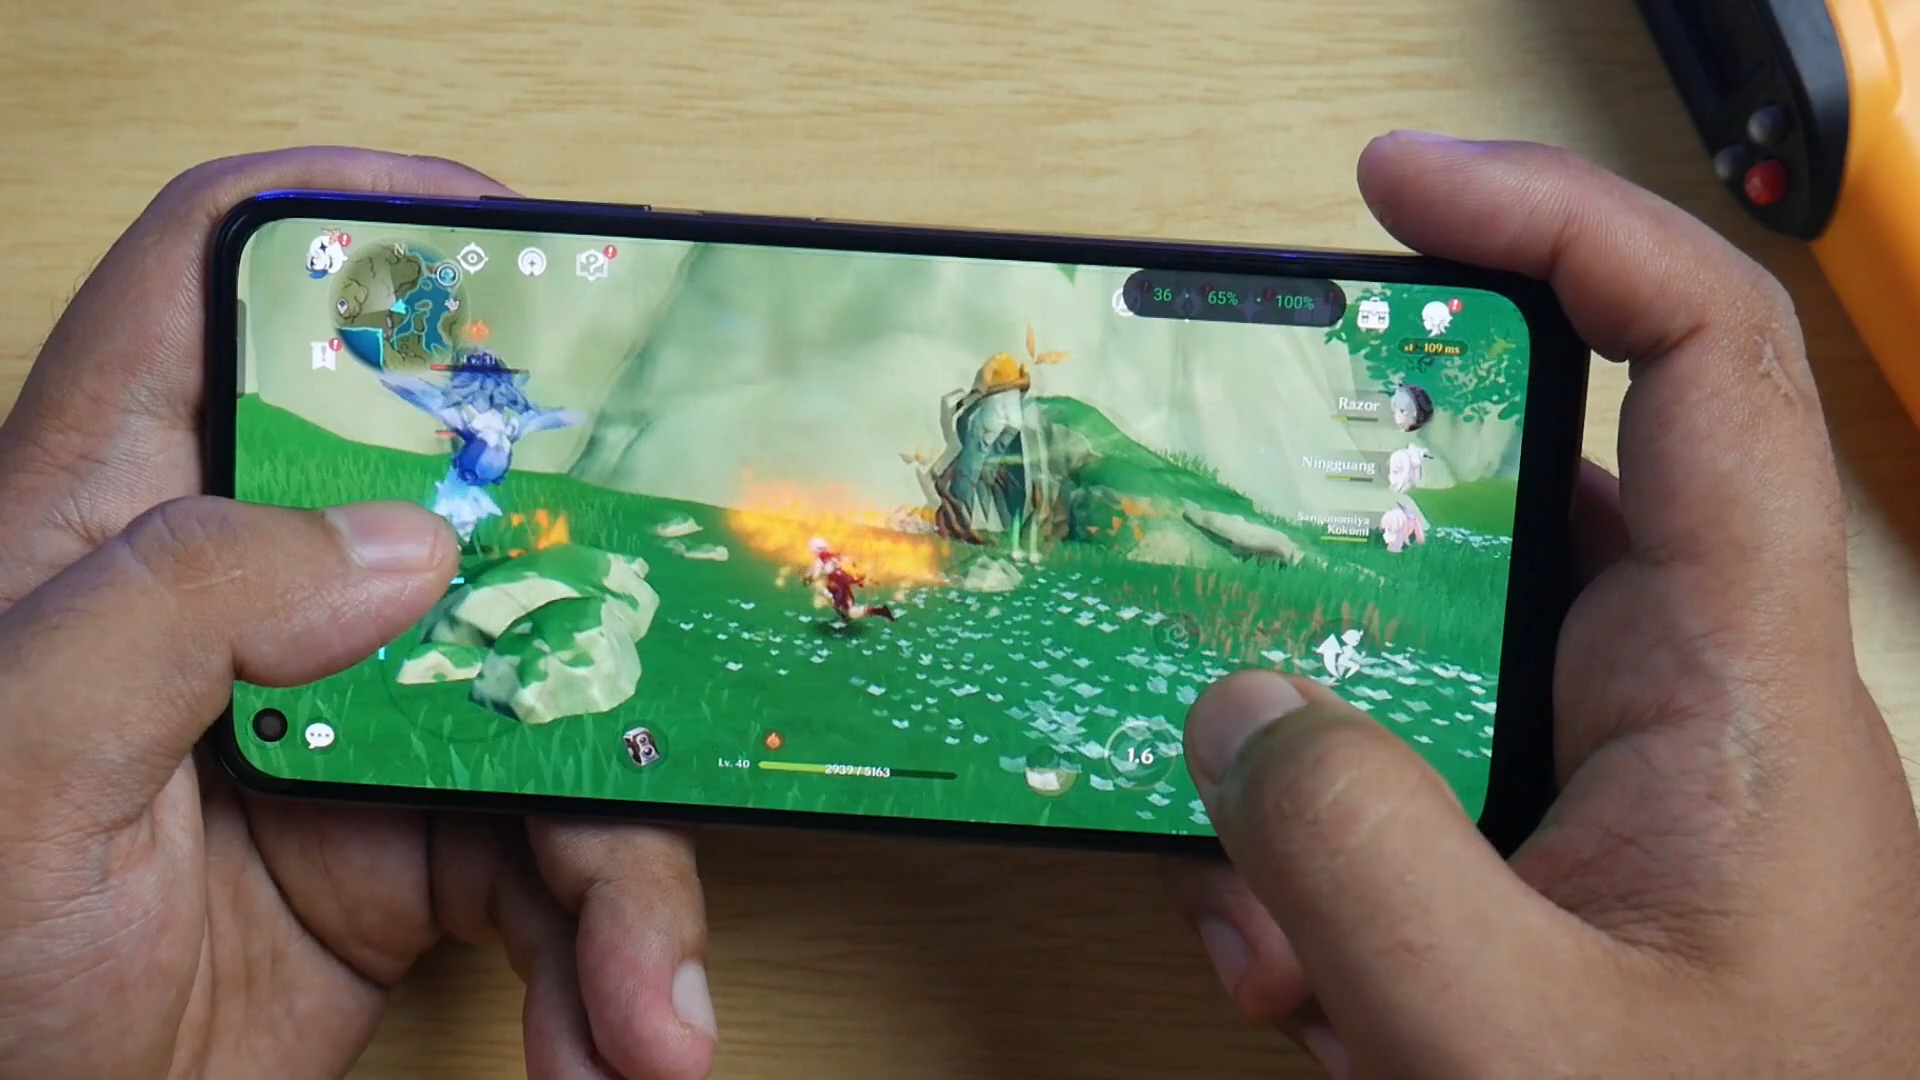 N
36 65% 100%
109 ms
Razor
Ningguang
Sangonomiya
Kokomi
1.6
Lv. 40
2939 / 5163